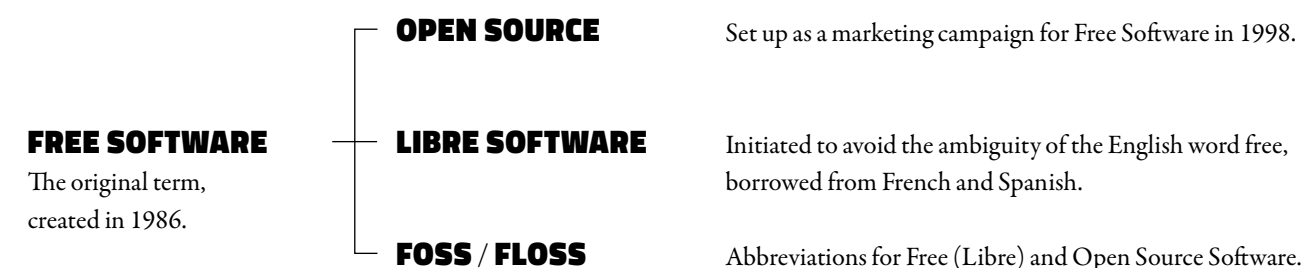 OPEN SOURCE
Set up as a marketing campaign for Free Software in 1998.
FREE SOFTWARE
The original term,
created in 1986.
LIBRE SOFTWARE
Initiated to avoid the ambiguity of the English word free,
borrowed from French and Spanish.
FOSS / FLOSS
Abbreviations for Free (Libre) and Open Source Software.